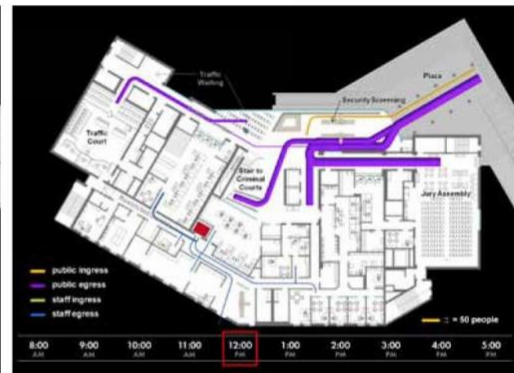 Traffic
Waiting
Plaza
Security Screening
Traffic
Court
Stair to
Criminal
Courts
Jury Assembly
public ingress
public egress
staff ingress
staff egress
= 50 people
8:00
AM
9:00
AM
10:00
AM
11:00
AM
12:00
PM
1:00
PM
2:00
PM
3:00
PM
4:00
PM
5:00
PM